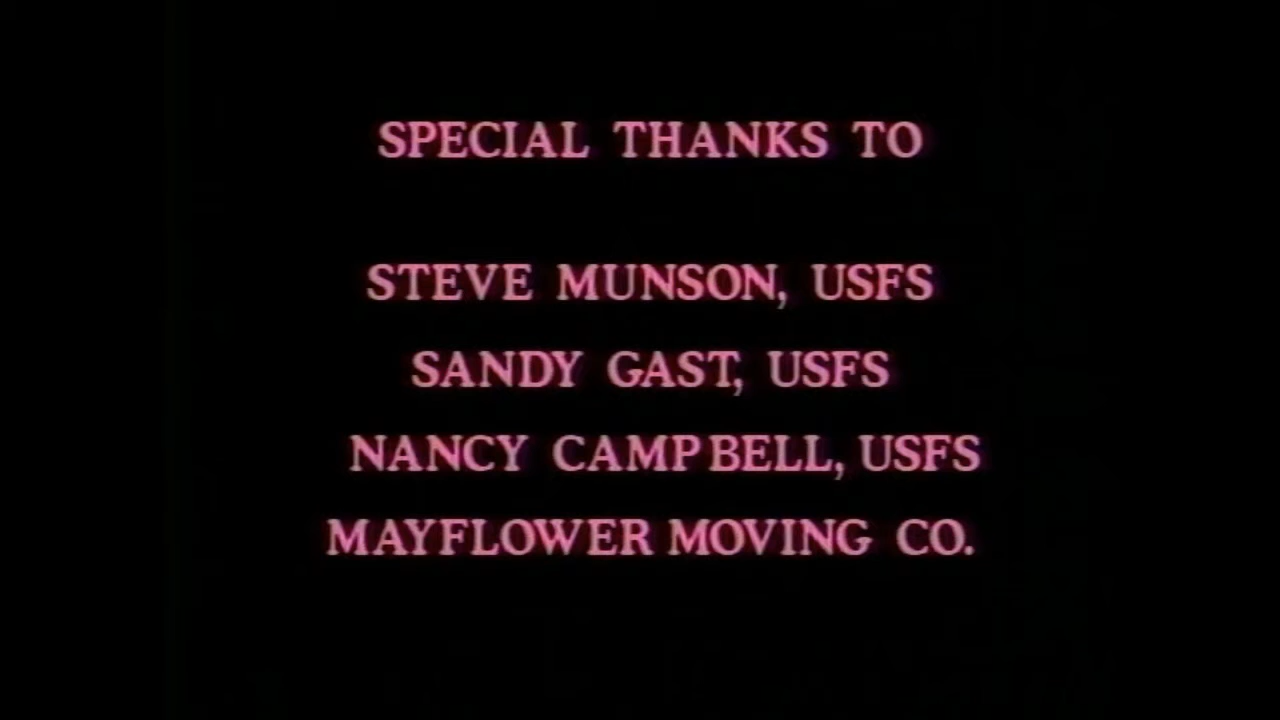 SPECIAL THANKS TO
STEVE MUNSON, USFS
SANDY GAST, USFS
NANCY CAMPBELL, USFS
MAYFLOWER MOVING CO.